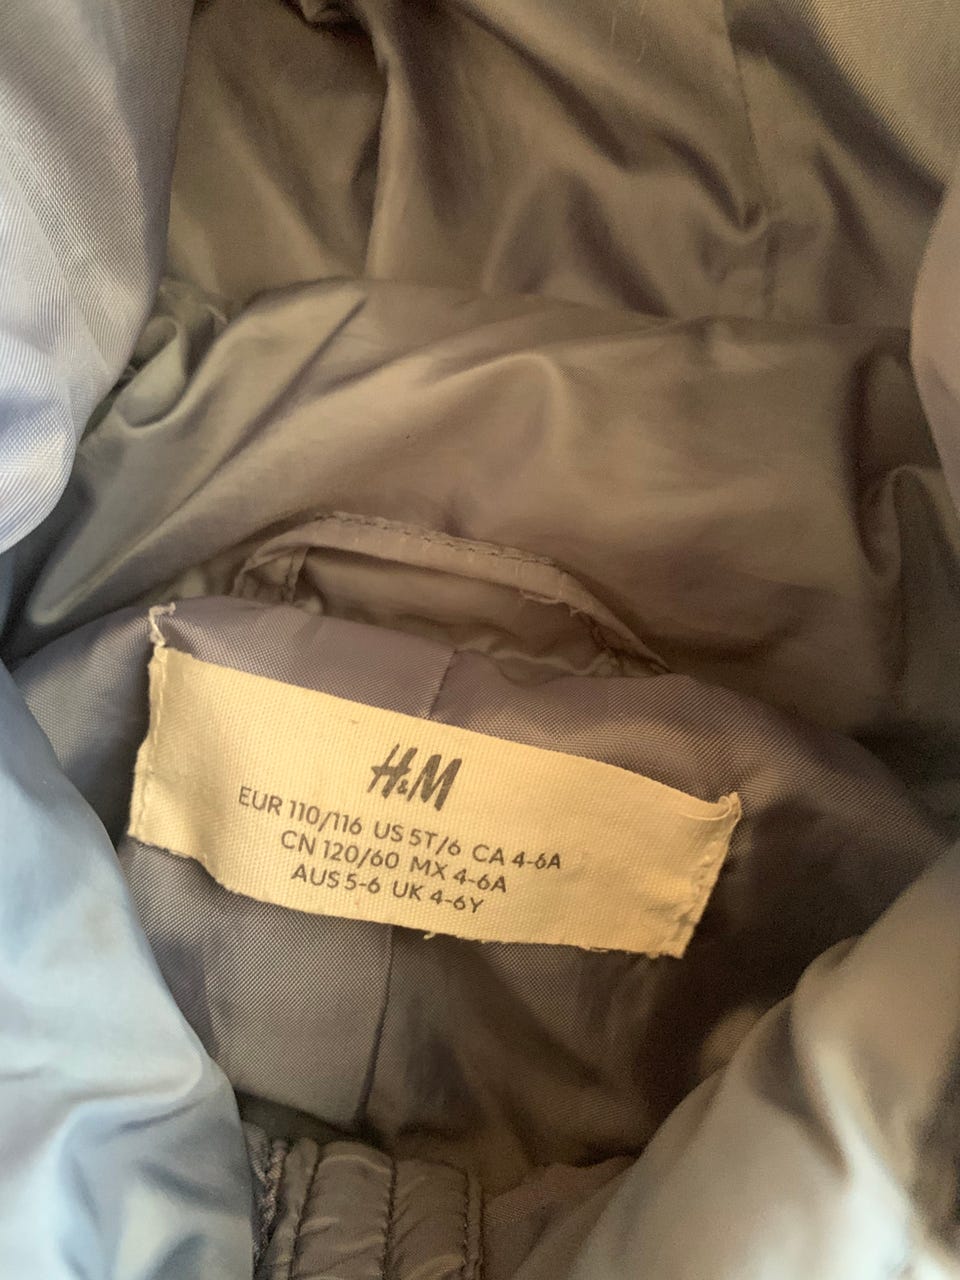 H&M
EUR 110/116 US 5T/6 CA 4-6A
CN 120/60 MX 4-6A
AUS 5-6 UK 4-6Y